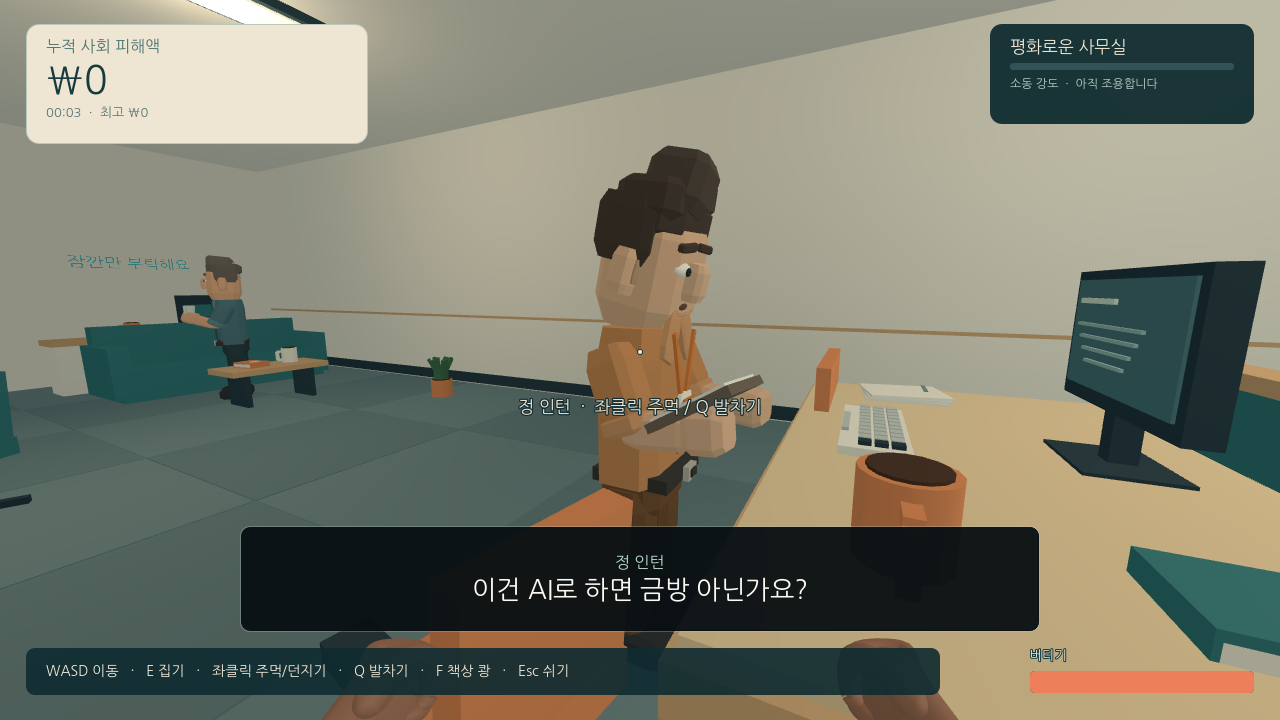 누적 사회 피해액
₩0
00:03 · 최고 ₩0
평화로운 사무실
소동 강도 · 아직 조용합니다
잠깐만 부탁해요
정 인턴 · 좌클릭 주먹 / Q 발차기
정 인턴
이건 AI로 하면 금방 아닌가요?
WASD 이동 · E 집기 · 좌클릭 주먹/던지기 · Q 발차기 · F 책상 쾅 · Esc 쉬기
버티기